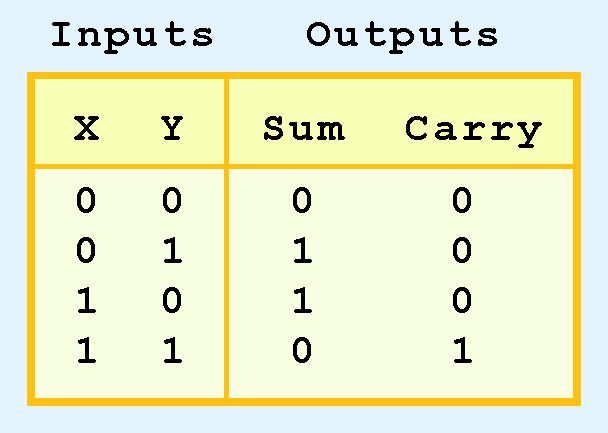 Inputs Outputs
X Y Sum Carry
0 0 0 0
0 1 1 0
1 0 1 0
1 1 0 1